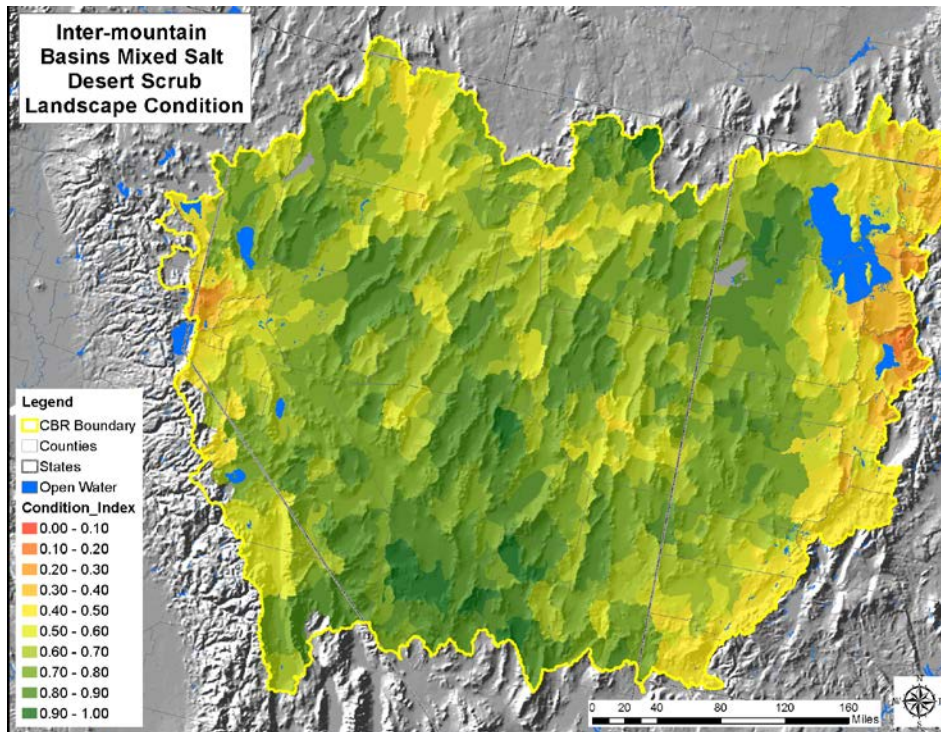 Inter-mountain
Basins Mixed Salt
Desert Scrub
Landscape Condition
Legend
CBR Boundary
Counties
States
Open Water
Condition_Index
0.00 - 0.10
0.10 - 0.20
0.20 - 0.30
0.30 - 0.40
0.40 - 0.50
0.50 - 0.60
0.60 - 0.70
0.70 - 0.80
0.80 - 0.90
0.90 - 1.00
0 20 40 80 120 160
Miles
N
S